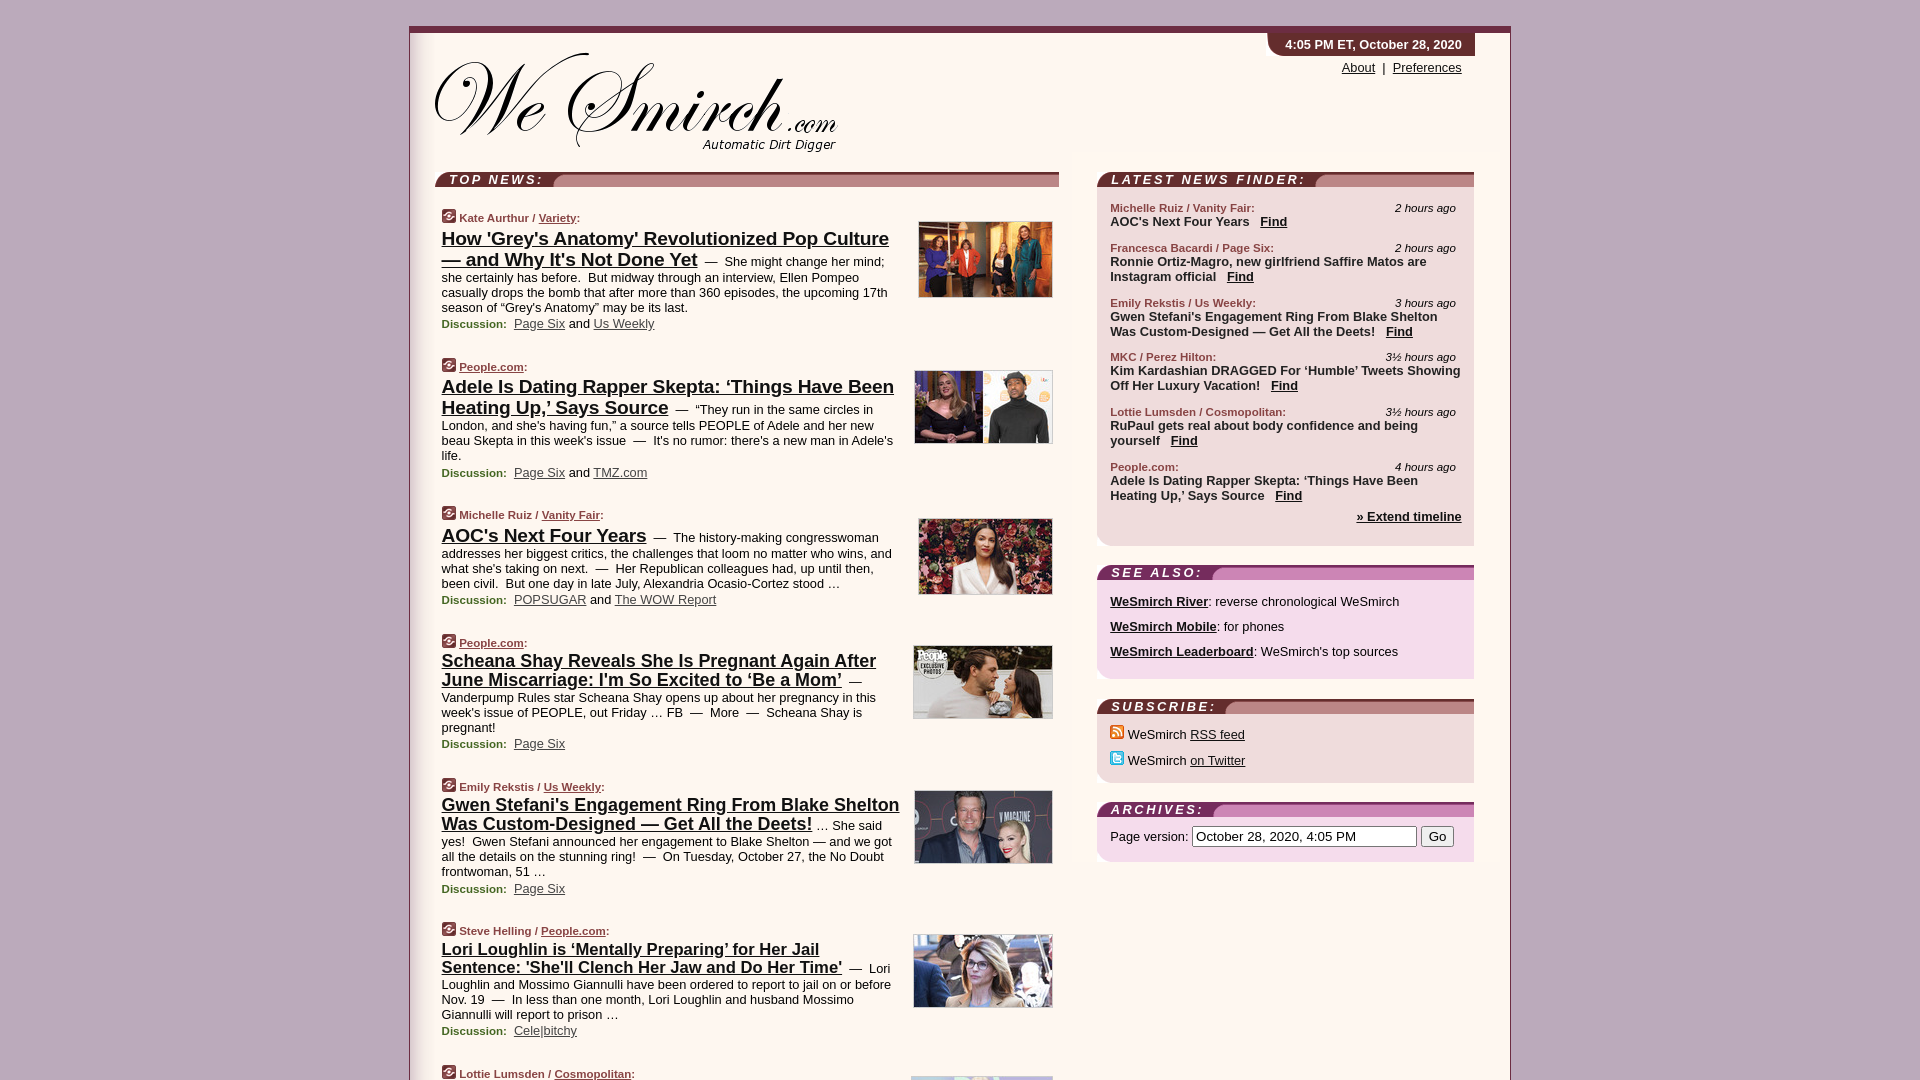 4:05 PM ET, October 28, 2020
About | Preferences
We Smirch .com
Automatic Dirt Digger
TOP NEWS:
Kate Aurthur / Variety:
How 'Grey's Anatomy' Revolutionized Pop Culture
— and Why It's Not Done Yet — She might change her mind;
she certainly has before. But midway through an interview, Ellen Pompeo
casually drops the bomb that after more than 360 episodes, the upcoming 17th
season of “Grey's Anatomy” may be its last.
Discussion: Page Six and Us Weekly
People.com:
Adele Is Dating Rapper Skepta: ‘Things Have Been
Heating Up,’ Says Source — “They run in the same circles in
London, and she's having fun,” a source tells PEOPLE of Adele and her new
beau Skepta in this week's issue — It's no rumor: there's a new man in Adele's
life.
Discussion: Page Six and TMZ.com
Michelle Ruiz / Vanity Fair:
AOC's Next Four Years — The history-making congresswoman
addresses her biggest critics, the challenges that loom no matter who wins, and
what she's taking on next. — Her Republican colleagues had, up until then,
been civil. But one day in late July, Alexandria Ocasio-Cortez stood …
Discussion: POPSUGAR and The WOW Report
People.com:
Scheana Shay Reveals She Is Pregnant Again After
June Miscarriage: I'm So Excited to ‘Be a Mom’ —
Vanderpump Rules star Scheana Shay opens up about her pregnancy in this
week's issue of PEOPLE, out Friday … FB — More — Scheana Shay is
pregnant!
Discussion: Page Six
People
EXCLUSIVE
PHOTOS
Emily Rekstis / Us Weekly:
Gwen Stefani's Engagement Ring From Blake Shelton
Was Custom-Designed — Get All the Deets! … She said
yes! Gwen Stefani announced her engagement to Blake Shelton — and we got
all the details on the stunning ring! — On Tuesday, October 27, the No Doubt
frontwoman, 51 …
Discussion: Page Six
V MAGAZINE
Steve Helling / People.com:
Lori Loughlin is ‘Mentally Preparing’ for Her Jail
Sentence: 'She'll Clench Her Jaw and Do Her Time' — Lori
Loughlin and Mossimo Giannulli have been ordered to report to jail on or before
Nov. 19 — In less than one month, Lori Loughlin and husband Mossimo
Giannulli will report to prison …
Discussion: Cele|bitchy
Lottie Lumsden / Cosmopolitan:
LATEST NEWS FINDER:
Michelle Ruiz / Vanity Fair: 2 hours ago
AOC's Next Four Years Find
Francesca Bacardi / Page Six: 2 hours ago
Ronnie Ortiz-Magro, new girlfriend Saffire Matos are
Instagram official Find
Emily Rekstis / Us Weekly: 3 hours ago
Gwen Stefani's Engagement Ring From Blake Shelton
Was Custom-Designed — Get All the Deets! Find
MKC / Perez Hilton: 3½ hours ago
Kim Kardashian DRAGGED For ‘Humble’ Tweets Showing
Off Her Luxury Vacation! Find
Lottie Lumsden / Cosmopolitan: 3½ hours ago
RuPaul gets real about body confidence and being
yourself Find
People.com: 4 hours ago
Adele Is Dating Rapper Skepta: ‘Things Have Been
Heating Up,’ Says Source Find
» Extend timeline
SEE ALSO:
WeSmirch River: reverse chronological WeSmirch
WeSmirch Mobile: for phones
WeSmirch Leaderboard: WeSmirch's top sources
SUBSCRIBE:
WeSmirch RSS feed
WeSmirch on Twitter
ARCHIVES:
Page version: October 28, 2020, 4:05 PM Go